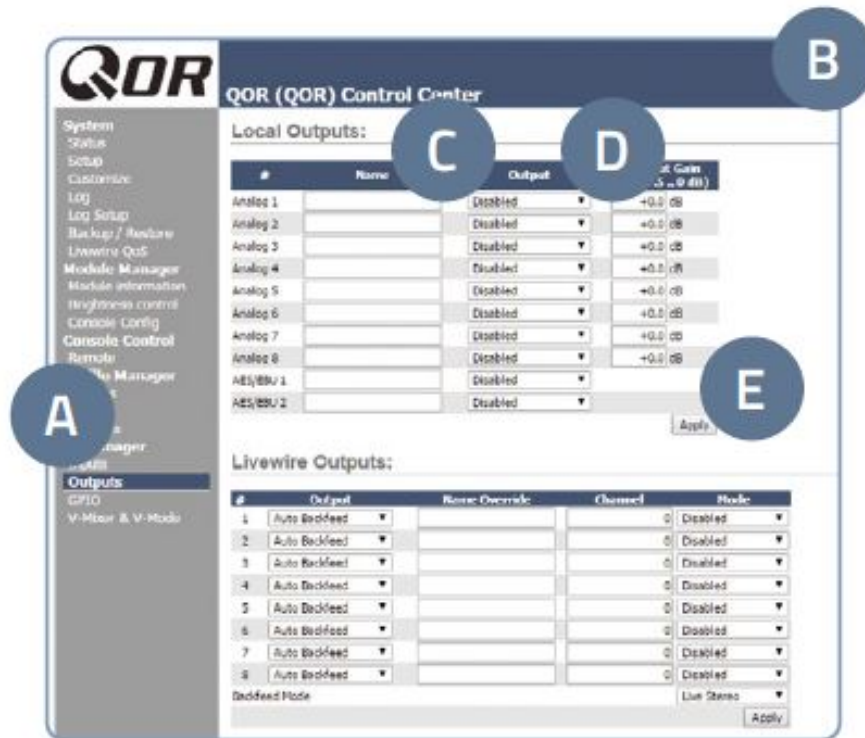 QOR
QOR (QOR) Control Center
B
System
Status
Setup
Customize
Log
Log Setup
Backup / Restore
Livewire QoS
Module Manager
Module information
Brightness control
Console Config
Console Control
Remote
Manager
A
Outputs
GPIO
V-Mixer & V-Mode
Local Outputs:
C
D
# Name Output Gain
dB)
Analog 1 Disabled +0.0 dB
Analog 2 Disabled +0.0 dB
Analog 3 Disabled +0.0 dB
Analog 4 Disabled +0.0 dB
Analog 5 Disabled +0.0 dB
Analog 6 Disabled +0.0 dB
Analog 7 Disabled +0.0 dB
Analog 8 Disabled +0.0 dB
AES/EBU 1 Disabled
AES/EBU 2 Disabled
E
Apply
Livewire Outputs:
# Output Name Override Channel Mode
1 Auto Backfeed 0 Disabled
2 Auto Backfeed 0 Disabled
3 Auto Backfeed 0 Disabled
4 Auto Backfeed 0 Disabled
5 Auto Backfeed 0 Disabled
6 Auto Backfeed 0 Disabled
7 Auto Backfeed 0 Disabled
8 Auto Backfeed 0 Disabled
Backfeed Mode Live Stereo
Apply